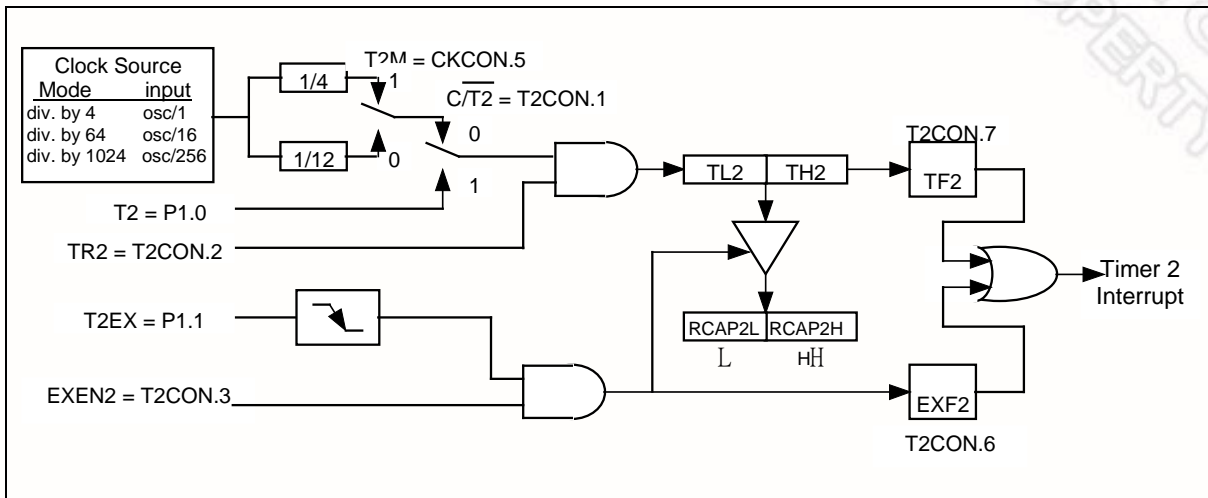 Clock Source
Mode input
div. by 4 osc/1
div. by 64 osc/16
div. by 1024 osc/256
1/4
1/12
T2M = CKCON.5
1
0
C/T2 = T2CON.1
0
1
T2 = P1.0
TR2 = T2CON.2
T2EX = P1.1
EXEN2 = T2CON.3
TL2 TH2
RCAP2L RCAP2H
L HH
T2CON.7
TF2
EXF2
T2CON.6
Timer 2
Interrupt